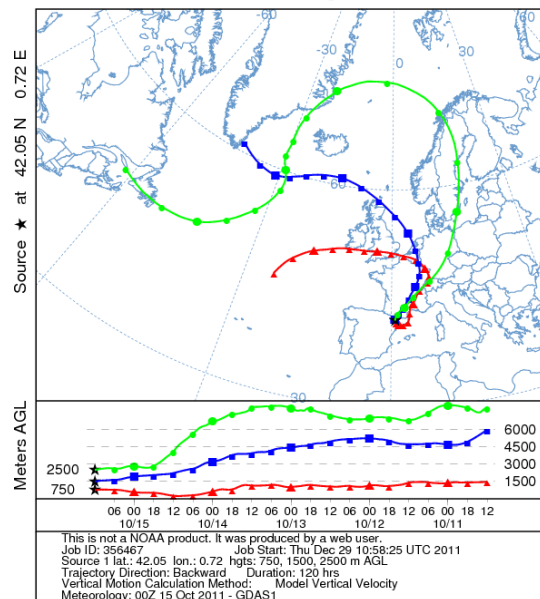 Source ★ at 42.05 N 0.72 E
-60
-30
0
30
60
30
Meters AGL
2500
750
6000
4500
3000
1500
06 00 18 12 06 00 18 12 06 00 18 12 06 00 18 12 06 00 18 12
10/15 10/14 10/13 10/12 10/11
This is not a NOAA product. It was produced by a web user.
Job ID: 356467 Job Start: Thu Dec 29 10:58:25 UTC 2011
Source 1 lat.: 42.05 lon.: 0.72 hgts: 750, 1500, 2500 m AGL
Trajectory Direction: Backward Duration: 120 hrs
Vertical Motion Calculation Method: Model Vertical Velocity
Meteorology: 00Z 15 Oct 2011 - GDAS1